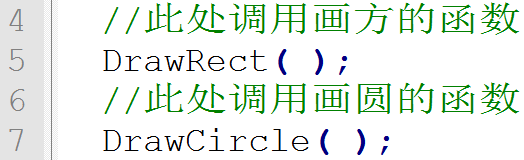 4 //此处调用画方的函数
5 DrawRect( );
6 //此处调用画圆的函数
7 DrawCircle( );